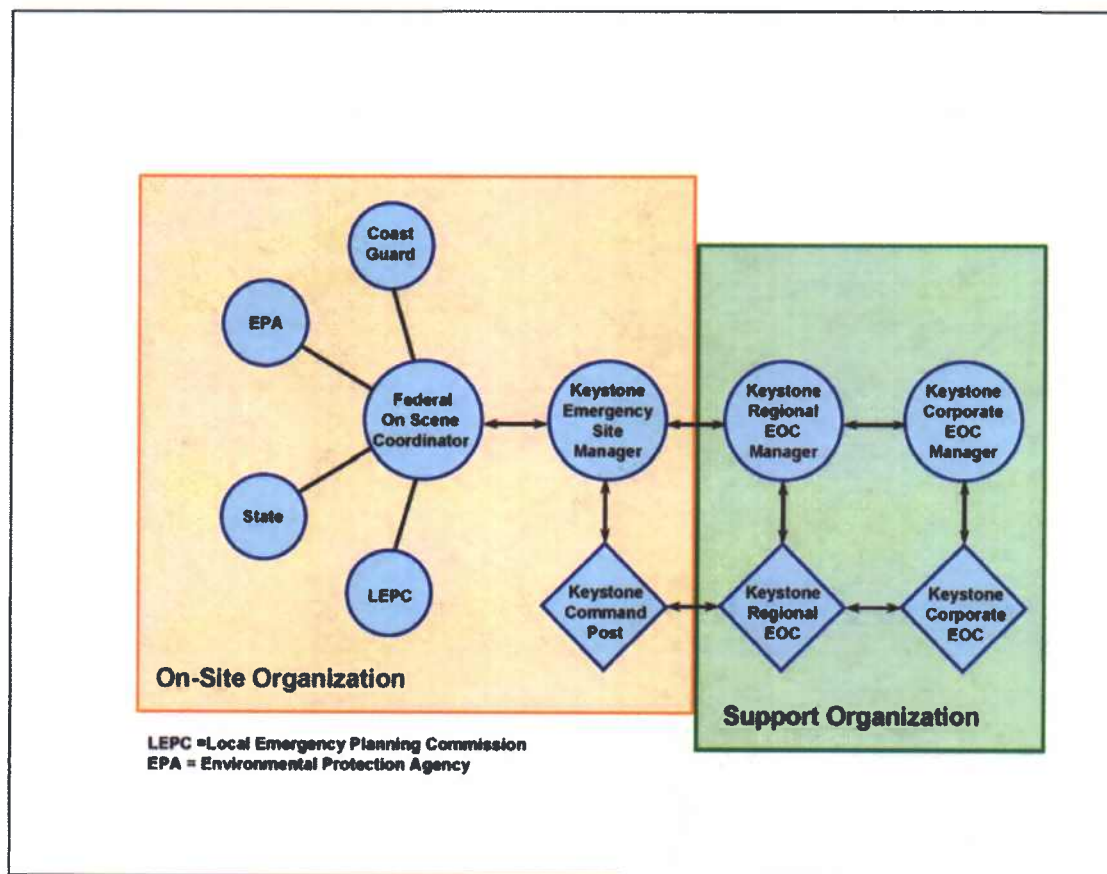 Coast
Guard
EPA
Federal
On Scene
Coordinator
State
LEPC
Keystone
Emergency
Site
Manager
Keystone
Regional
EOC
Manager
Keystone
Corporate
EOC
Manager
Keystone
Command
Post
Keystone
Regional
EOC
Keystone
Corporate
EOC
On-Site Organization
Support Organization
LEPC =Local Emergency Planning Commission
EPA = Environmental Protection Agency